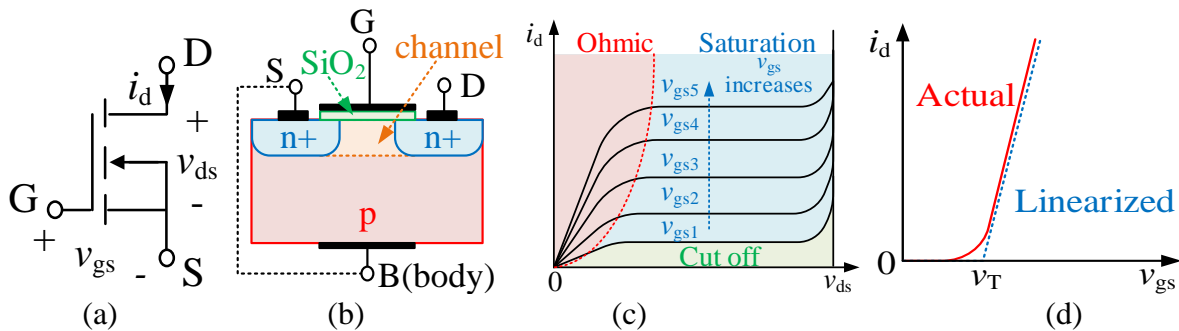 D
i_d
+
v_ds
-
G
+
v_gs
-
S
(a)
G
channel
SiO₂
S
D
n+
n+
p
B(body)
(b)
i_d
Ohmic
Saturation
v_gs
increases
v_gs5
v_gs4
v_gs3
v_gs2
v_gs1
Cut off
0
v_ds
(c)
i_d
Actual
Linearized
0
v_T
v_gs
(d)